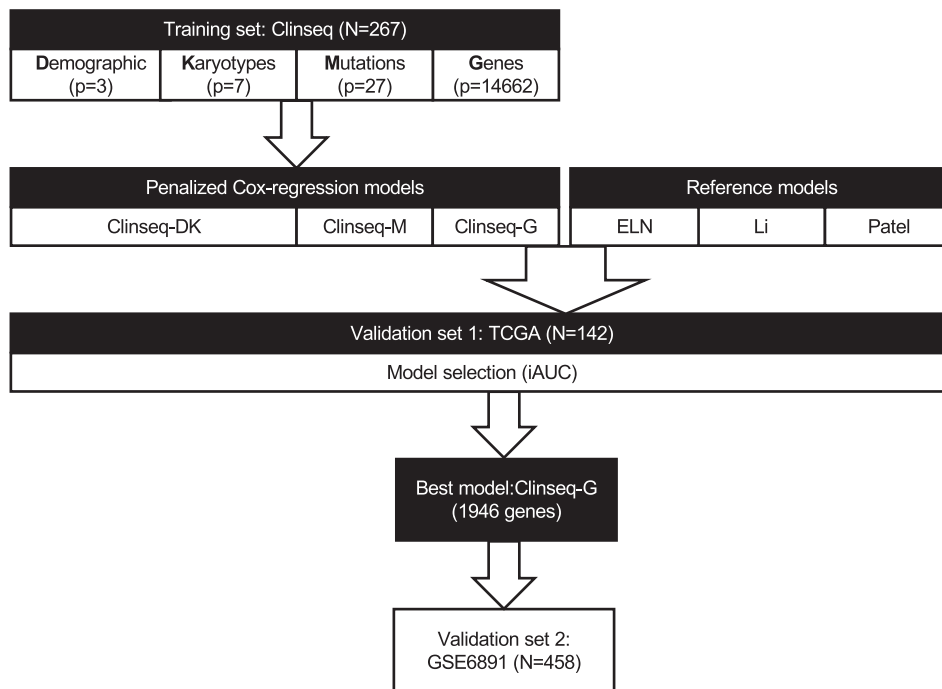 Training set: Clinseq (N=267)
Demographic (p=3)
Karyotypes (p=7)
Mutations (p=27)
Genes (p=14662)
Penalized Cox-regression models
Reference models
Clinseq-DK
Clinseq-M
Clinseq-G
ELN
Li
Patel
Validation set 1: TCGA (N=142)
Model selection (iAUC)
Best model:Clinseq-G
(1946 genes)
Validation set 2:
GSE6891 (N=458)